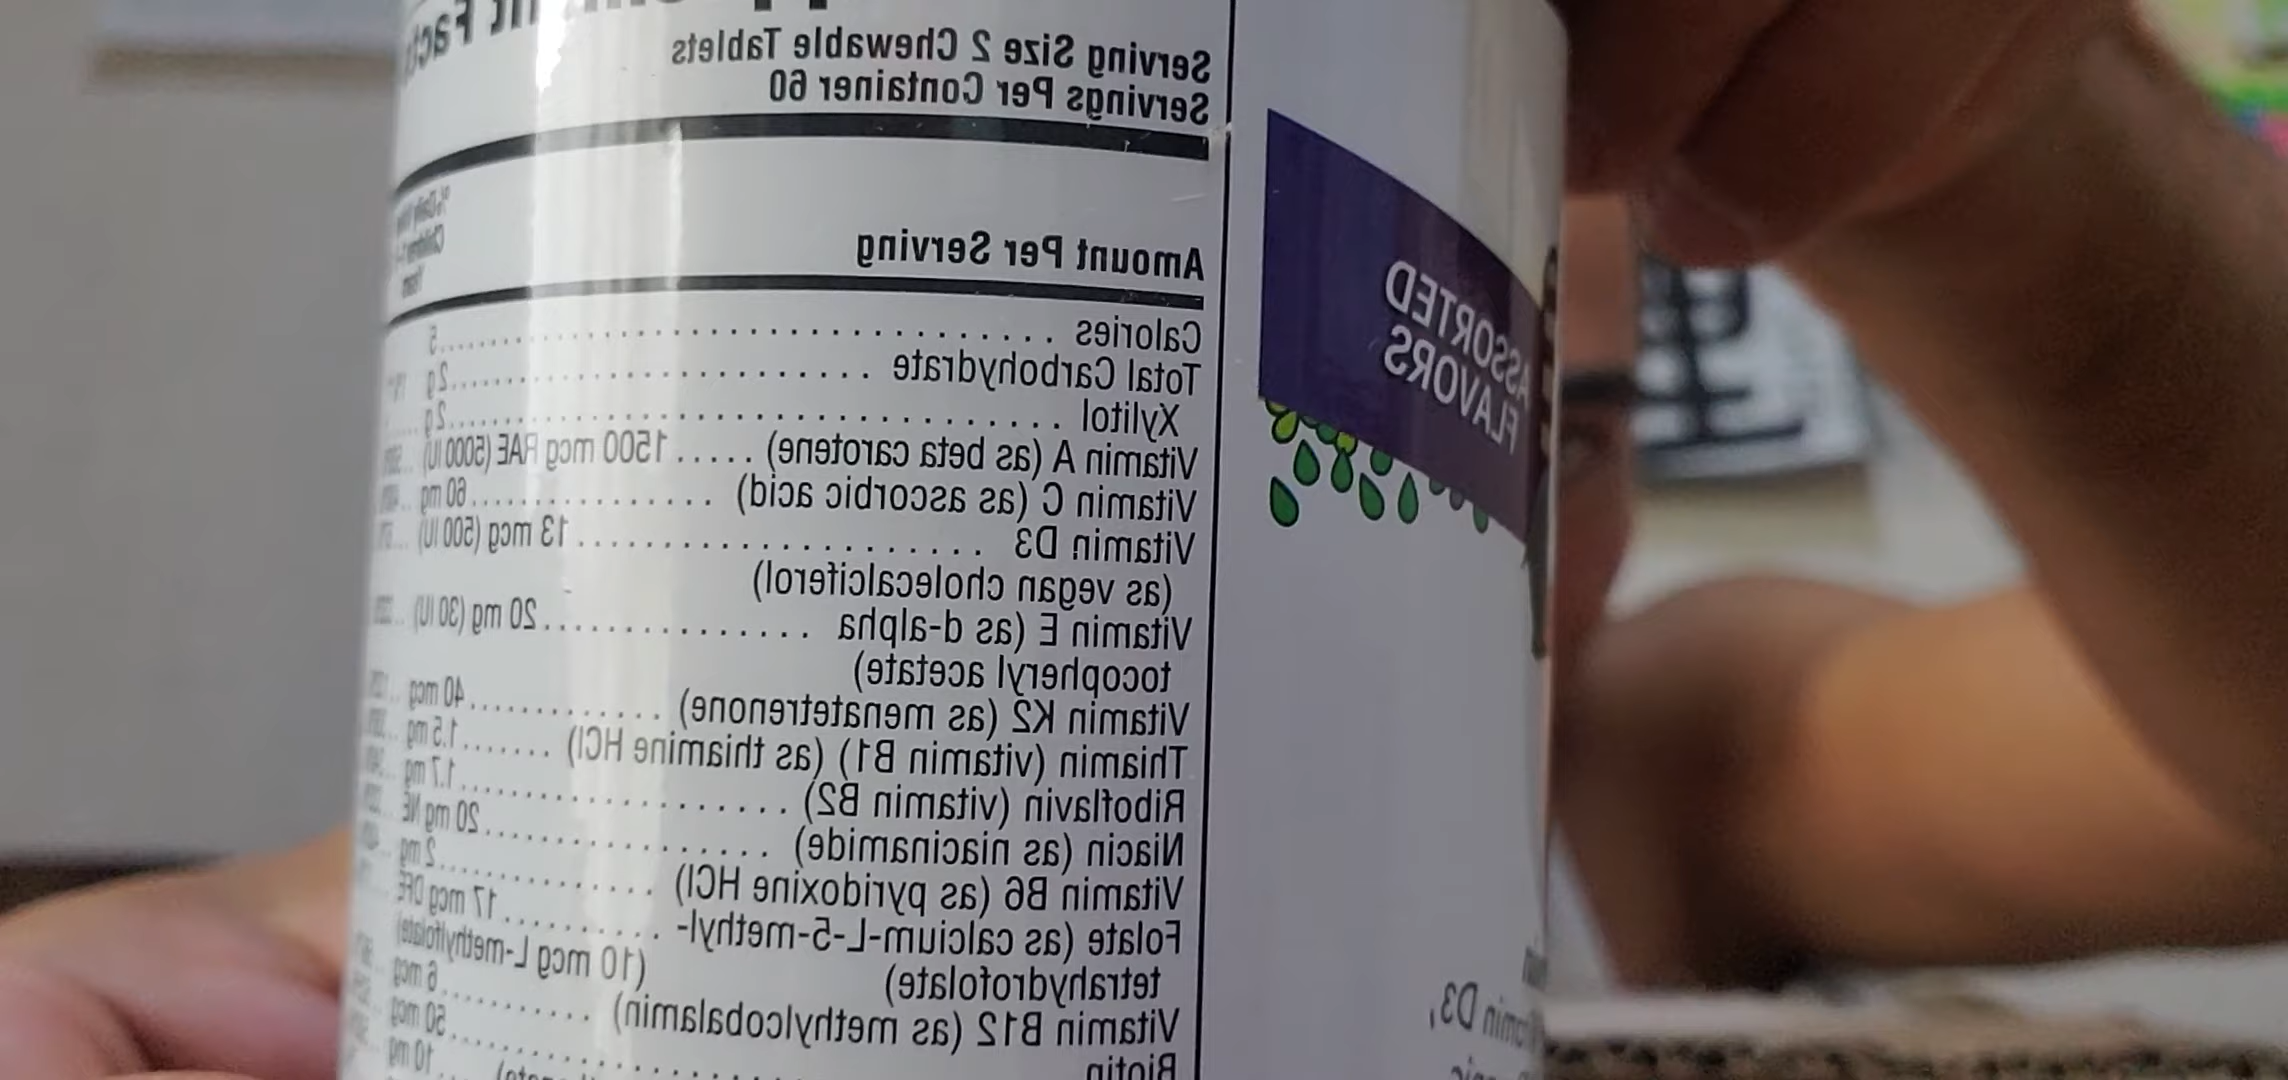 Facts
Serving Size 2 Chewable Tablets
Servings Per Container 60
Amount Per Serving
Calories 5
Total Carbohydrate 2 g
Xylitol 2 g
Vitamin A (as beta carotene) 1500 mcg RAE (5000 IU)
Vitamin C (as ascorbic acid) 60 mg
Vitamin D3 13 mcg (500 IU)
(as vegan cholecalciferol)
Vitamin E (as d-alpha 20 mg (30 IU)
tocopheryl acetate)
Vitamin K2 (as menatetrenone) 40 mcg
Thiamin (vitamin B1) (as thiamine HCl) 1.5 mg
Riboflavin (vitamin B2) 1.7 mg
Niacin (as niacinamide) 20 mg NE
Vitamin B6 (as pyridoxine HCl) 2 mg
Folate (as calcium-L-5-methyl- 17 mcg DFE
tetrahydrofolate) (10 mcg L-methylfolate)
Vitamin B12 (as methylcobalamin) 6 mcg
Biotin 50 mcg
10 mg
ASSORTED
FLAVORS
D3,